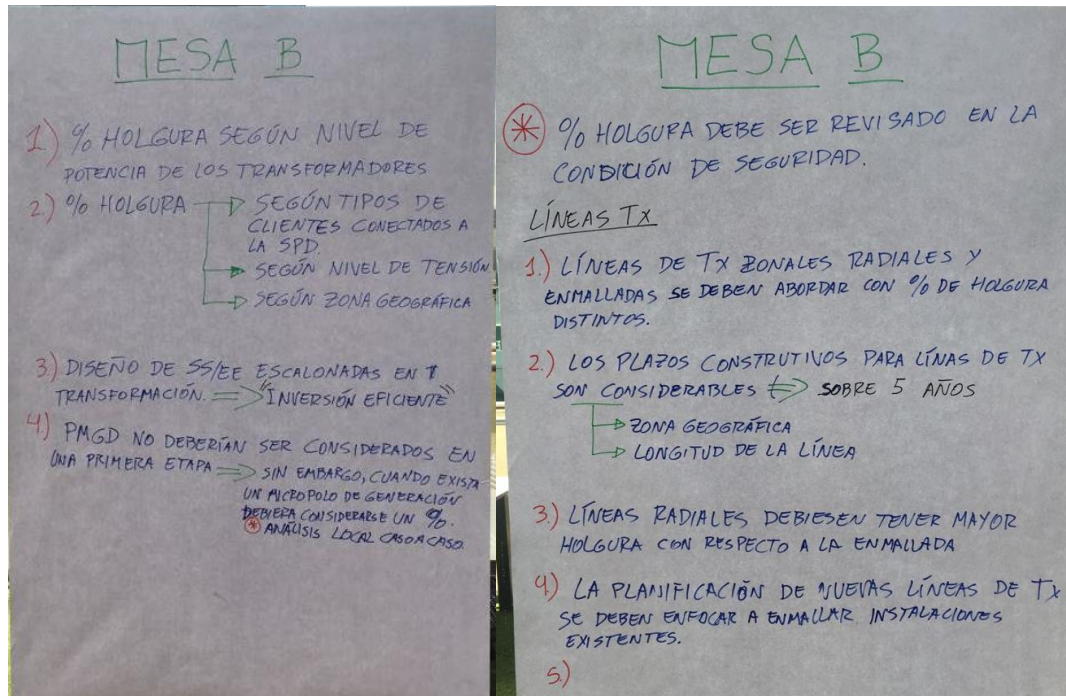 MESA B
1) % HOLGURA SEGÚN NIVEL DE
POTENCIA DE LOS TRANSFORMADORES
2) % HOLGURA → SEGÚN TIPOS DE
CLIENTES CONECTADOS A
LA SPD.
→ SEGÚN NIVEL DE TENSIÓN
→ SEGÚN ZONA GEOGRÁFICA
3) DISEÑO DE SS/EE ESCALONADAS EN
TRANSFORMACIÓN. ⇒ "INVERSIÓN EFICIENTE"
4) PMGD NO DEBERÍAN SER CONSIDERADOS EN
UNA PRIMERA ETAPA ⇒ SIN EMBARGO, CUANDO EXISTA
UN MICROPOLO DE GENERACIÓN
DEBIERA CONSIDERARSE UN %.
* ANÁLISIS LOCAL CASO A CASO.
MESA B
* % HOLGURA DEBE SER REVISADO EN LA
CONDICIÓN DE SEGURIDAD.
LÍNEAS Tx
1.) LÍNEAS DE Tx ZONALES RADIALES Y
ENMALLADAS SE DEBEN ABORDAR CON % DE HOLGURA
DISTINTOS.
2.) LOS PLAZOS CONSTRUTIVOS PARA LÍNAS DE TX
SON CONSIDERABLES ⇔ SOBRE 5 AÑOS
→ ZONA GEOGRÁFICA
→ LONGITUD DE LA LÍNEA
3.) LÍNEAS RADIALES DEBIESEN TENER MAYOR
HOLGURA CON RESPECTO A LA ENMALLADA
4) LA PLANIFICACIÓN DE NUEVAS LÍNEAS DE Tx
SE DEBEN ENFOCAR A ENMALLAR INSTALACIONES
EXISTENTES.
5.)